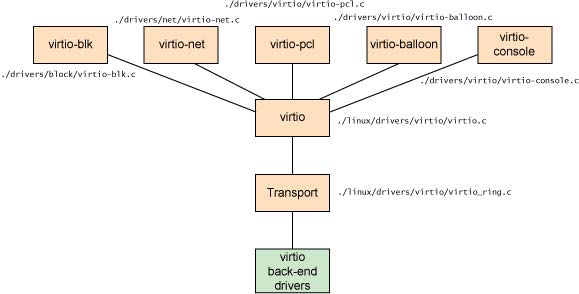 ./drivers/virtio/virtio-pcl.c
./drivers/net/virtio-net.c
./drivers/virtio/virtio-balloon.c
virtio-blk
virtio-net
virtio-pcl
virtio-balloon
virtio-
console
./drivers/block/virtio-blk.c
./drivers/virtio/virtio-console.c
virtio
./linux/drivers/virtio/virtio.c
Transport
./linux/drivers/virtio/virtio_ring.c
virtio
back-end
drivers